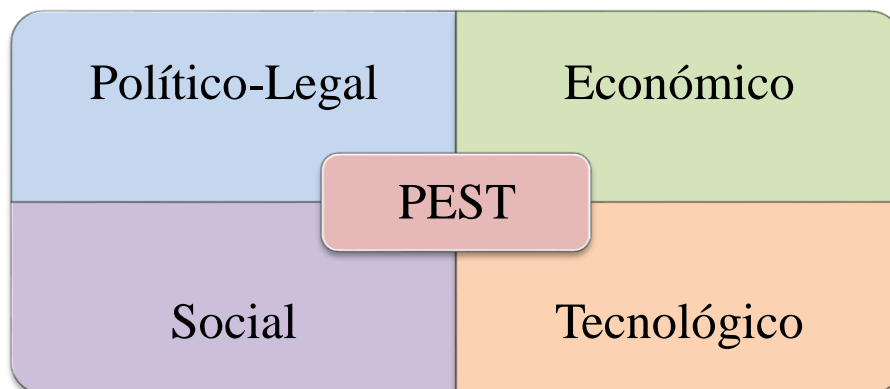 Político-Legal
Económico
PEST
Social
Tecnológico